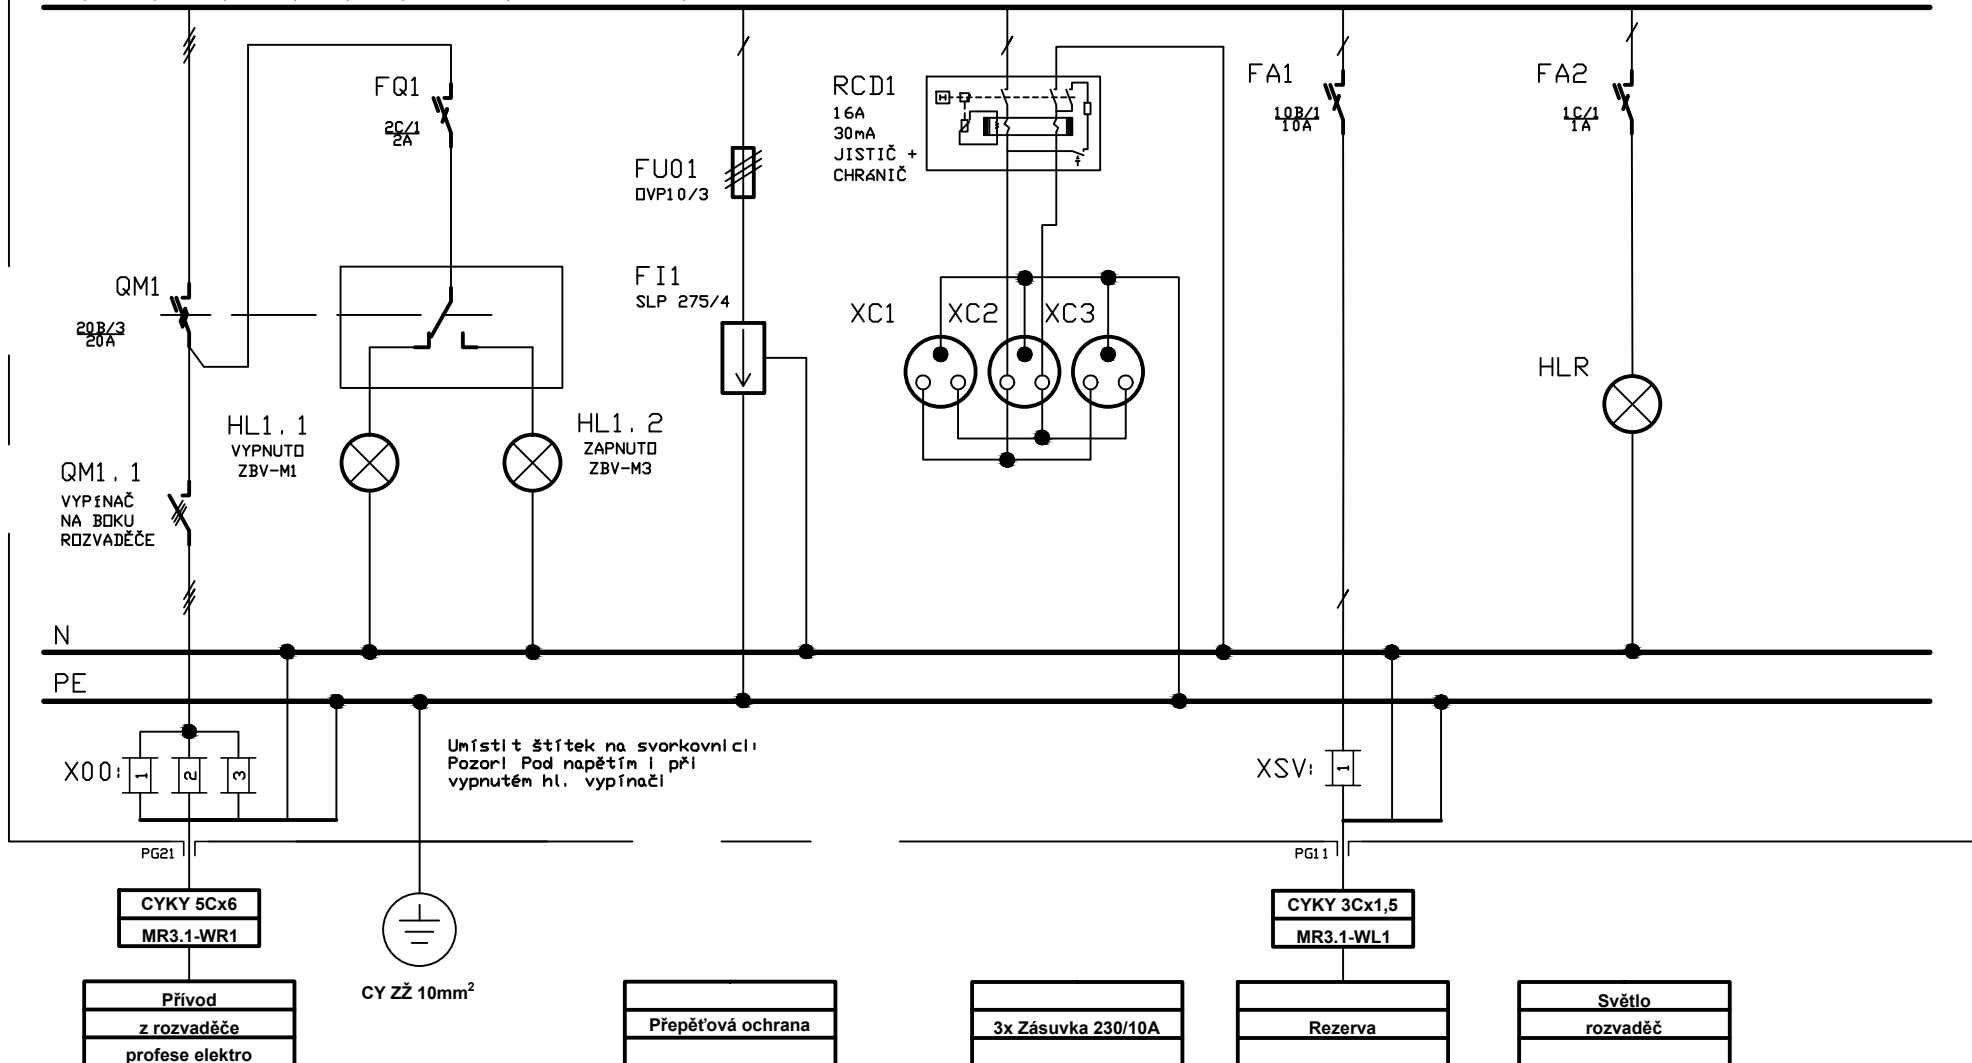 FQ1
2C/1
2A
QM1
20B/3
20A
HL1.1
VYPNUTO
ZBV-M1
HL1.2
ZAPNUTO
ZBV-M3
QM1.1
VYPÍNAČ
NA BOKU
ROZVADĚČE
FU01
OVP10/3
FI1
SLP 275/4
RCD1
16A
30mA
JISTIČ +
CHRÁNIČ
H
XC1
XC2
XC3
FA1
10B/1
10A
FA2
1C/1
1A
HLR
N
PE
X00:
1
2
3
Umístit štítek na svorkovnici:
Pozor! Pod napětím i při
vypnutém hl. vypínači
XSV:
1
PG21
PG11
CYKY 5Cx6
MR3.1-WR1
CY ZŽ 10mm²
CYKY 3Cx1,5
MR3.1-WL1
Přívod
z rozvaděče
profese elektro
Přepěťová ochrana
3x Zásuvka 230/10A
Rezerva
Světlo
rozvaděč